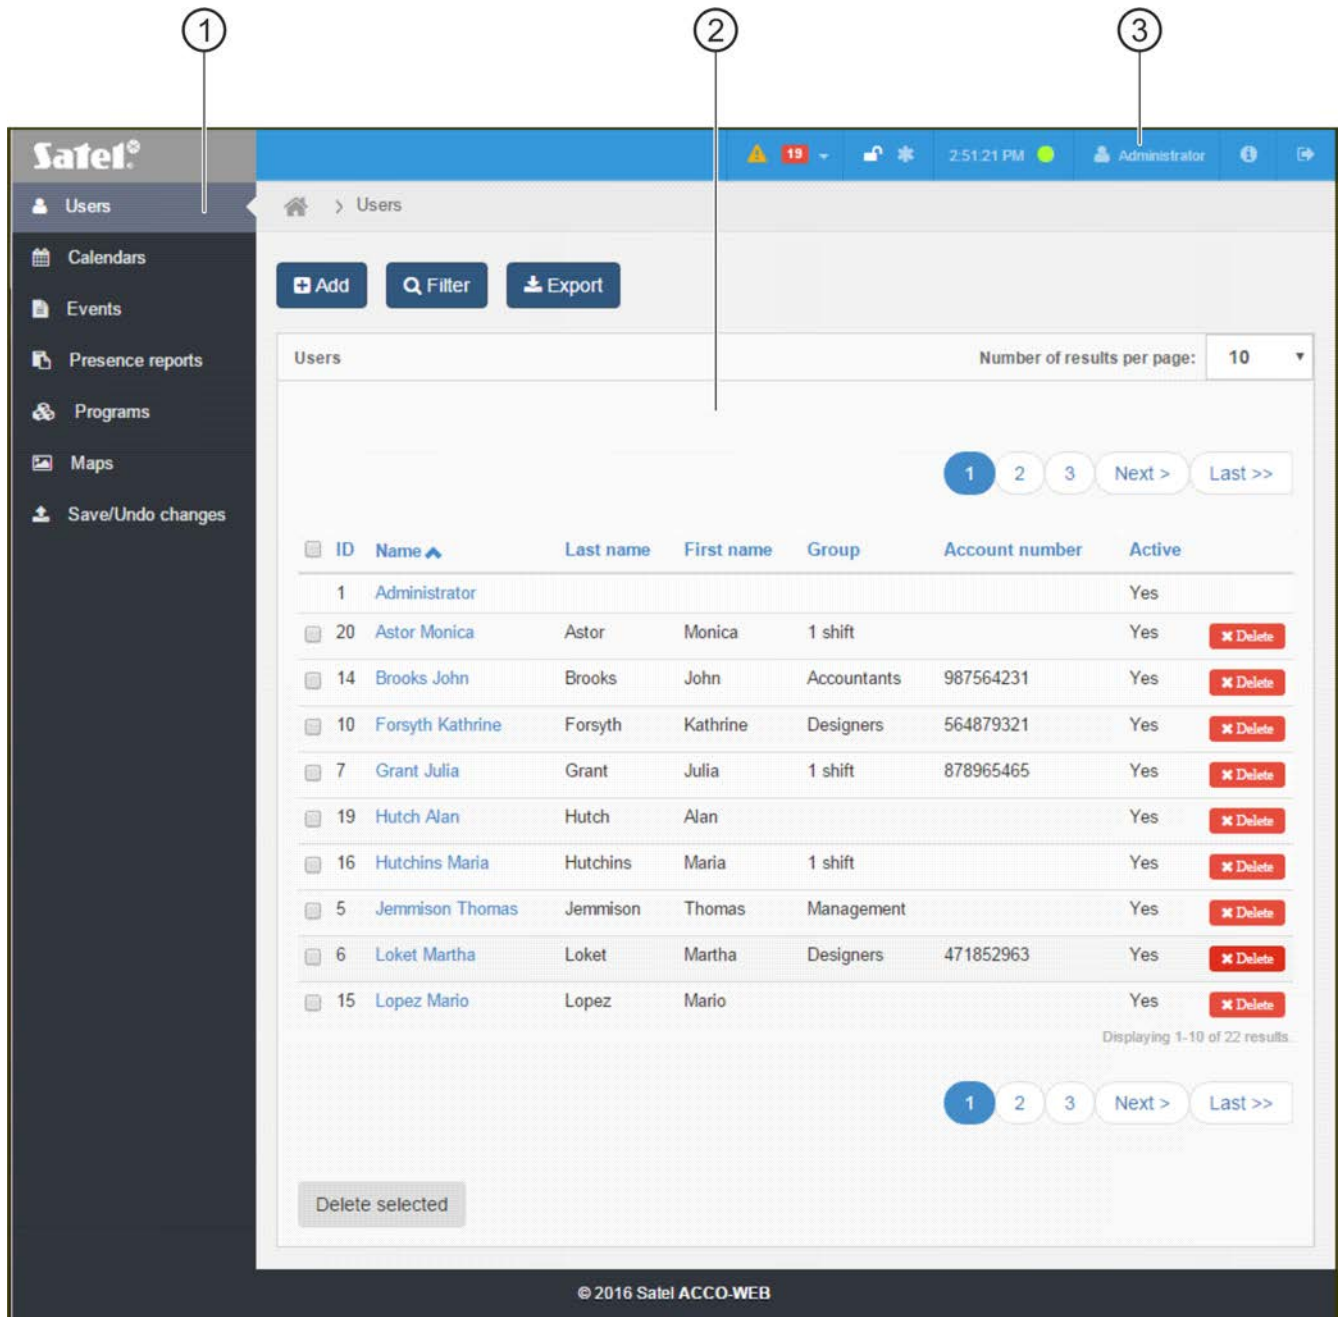 1 2 3
Satel®
19 2:51:21 PM Administrator
Users
> Users
Calendars
Events
Presence reports
Programs
Maps
Save/Undo changes
Add Filter Export
Users Number of results per page: 10
1 2 3 Next > Last >>
ID Name Last name First name Group Account number Active
1 Administrator Yes
20 Astor Monica Astor Monica 1 shift Yes Delete
14 Brooks John Brooks John Accountants 987564231 Yes Delete
10 Forsyth Kathrine Forsyth Kathrine Designers 564879321 Yes Delete
7 Grant Julia Grant Julia 1 shift 878965465 Yes Delete
19 Hutch Alan Hutch Alan Yes Delete
16 Hutchins Maria Hutchins Maria 1 shift Yes Delete
5 Jemmison Thomas Jemmison Thomas Management Yes Delete
6 Loket Martha Loket Martha Designers 471852963 Yes Delete
15 Lopez Mario Lopez Mario Yes Delete
Displaying 1-10 of 22 results.
1 2 3 Next > Last >>
Delete selected
© 2016 Satel ACCO-WEB